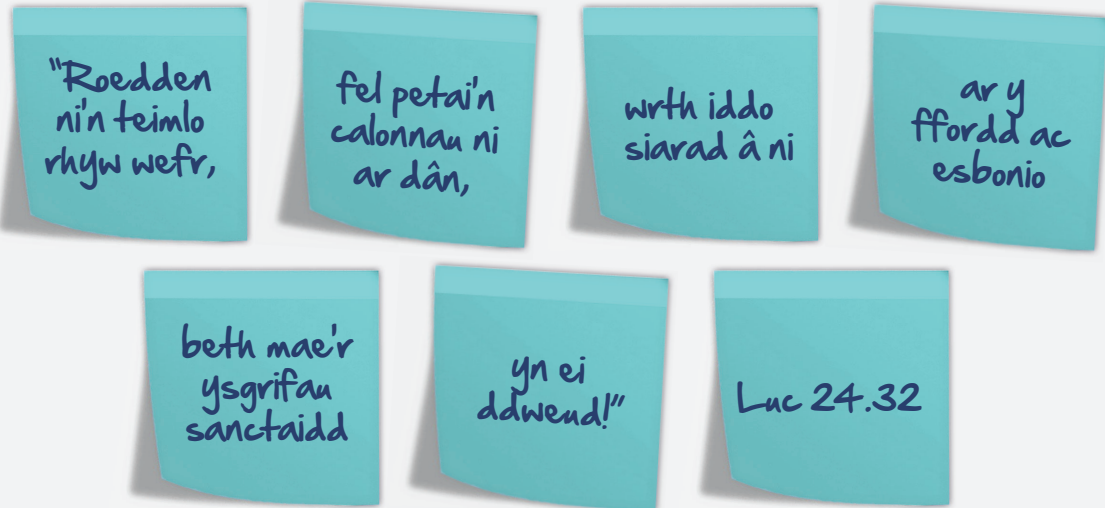 "Roedden
ni'n teimlo
rhyw wefr,
fel petai'n
calonnau ni
ar dân,
wrth iddo
siarad â ni
ar y
ffordd ac
esbonio
beth mae'r
ysgrifau
sanctaidd
yn ei
ddweud!"
Luc 24.32